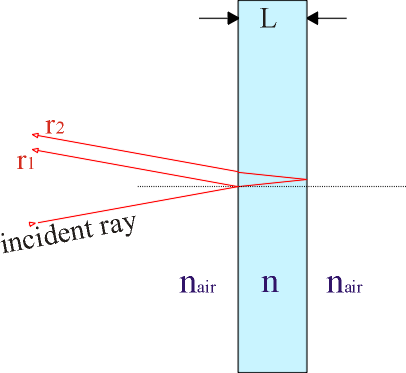 L
r2
r1
incident ray
nair n nair